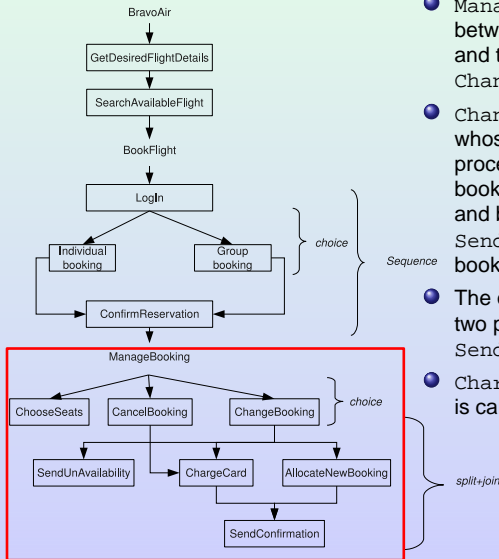 BravoAir
GetDesiredFlightDetails
SearchAvailableFlight
BookFlight
LogIn
choice
Individual
booking
Group
booking
Sequence
ConfirmReservation
ManageBooking
ChooseSeats
CancelBooking
ChangeBooking
choice
SendUnAvailability
ChargeCard
AllocateNewBooking
split+join
SendConfirmation
Mana
betw
and t
Char
Chan
whos
proce
book
and b
Send
book
The
two p
Send
Char
is ca